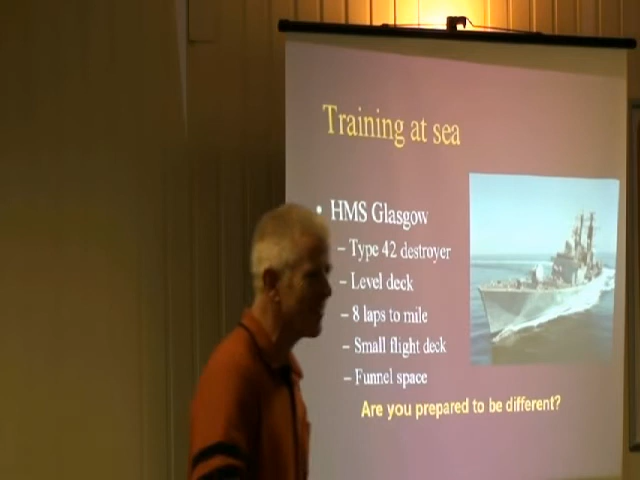 Training at sea
• HMS Glasgow
– Type 42 destroyer
– Level deck
– 8 laps to mile
– Small flight deck
– Funnel space
Are you prepared to be different?